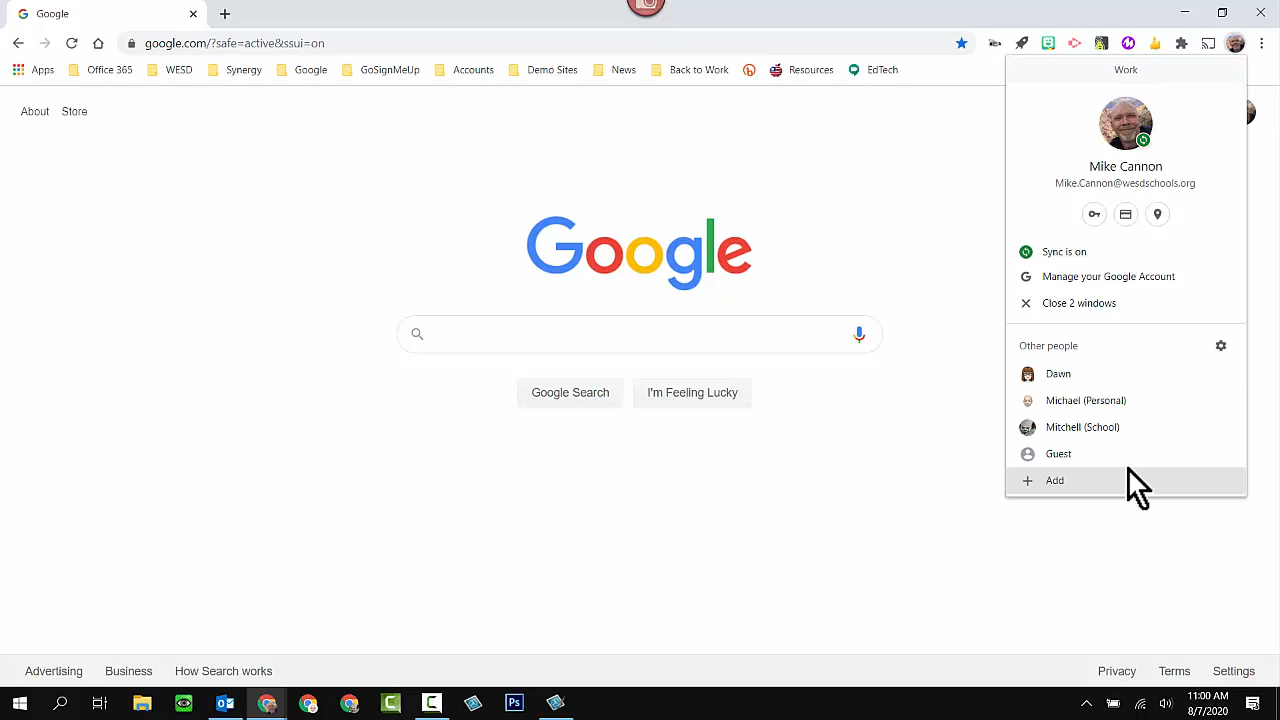 Google
google.com/?safe=active&ssui=on
Apps Office 365 WESD Synergy Google GoSignMeUp Accounts Demo Sites News Back to Work Resources EdTech
About Store
Work
Mike Cannon
Mike.Cannon@wesdschools.org
Sync is on
Manage your Google Account
Close 2 windows
Other people
Dawn
Michael (Personal)
Mitchell (School)
Guest
Add
Google
Google Search I'm Feeling Lucky
Advertising Business How Search works Privacy Terms Settings
11:00 AM
8/7/2020